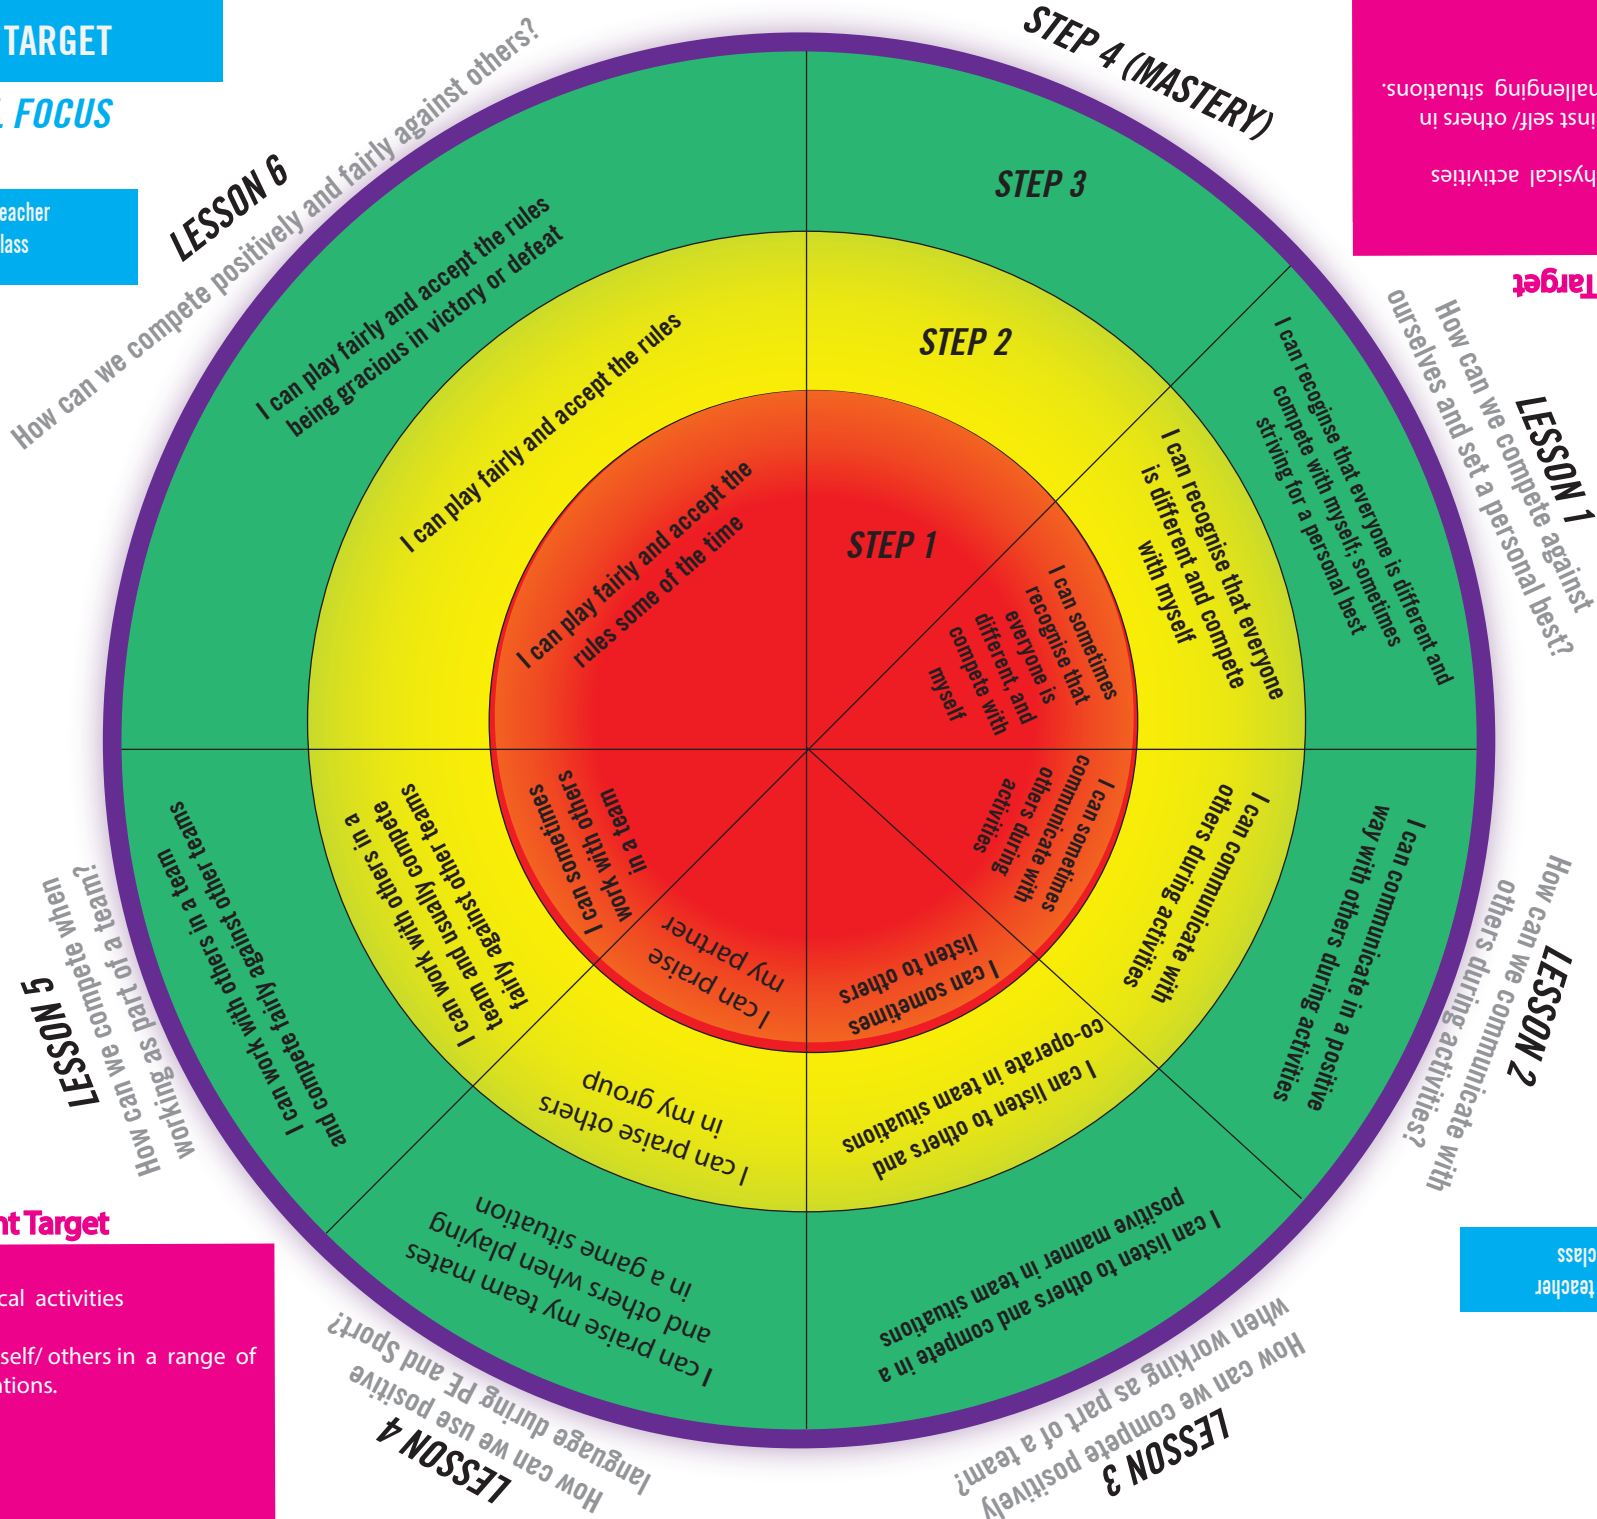 TARGET
FOCUS
eacher
lass
STEP 4 (MASTERY)
STEP 3
STEP 2
STEP 1
hallenging situations.
inst self/ others in
hysical activities
Target
LESSON 1
How can we compete against
ourselves and set a personal best?
I can recognise that everyone is different and
compete with myself; sometimes
striving for a personal best
I can recognise that everyone
is different and compete
with myself
I can sometimes
recognise that
everyone is
different, and
compete with
myself
LESSON 2
How can we communicate with
others during activities?
I can communicate in a positive
way with others during activities
I can communicate with
others during activities
I can sometimes
communicate with
others during
activities
teacher
class
LESSON 3
How can we compete positively
when working as part of a team?
I can listen to others and compete in a
positive manner in team situations
I can listen to others and
co-operate in team situations
I can sometimes
listen to others
LESSON 4
How can we use positive
language during PE and Sport?
I can praise my team mates
and others when playing
in a game situation
I can praise others
in my group
I can praise
my partner
LESSON 5
How can we compete when
working as part of a team?
I can work with others in a team
and compete fairly against other teams
I can work with others in a
team and usually compete
fairly against other teams
I can sometimes
work with others
in a team
LESSON 6
How can we compete positively and fairly against others?
I can play fairly and accept the rules
being gracious in victory or defeat
I can play fairly and accept the rules
I can play fairly and accept the
rules some of the time
nt Target
cal activities
self/ others in a range of
tions.